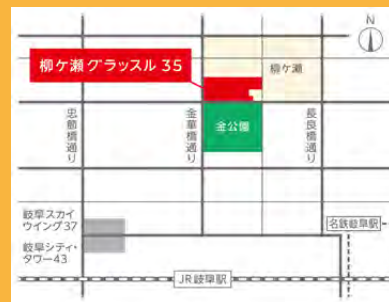 N
柳ケ瀬グラッスル35
柳ケ瀬
忠節橋通り
金華橋通り
金公園
長良橋通り
岐阜スカイ
ウイング37
名鉄岐阜駅
岐阜シティ・
タワー43
JR岐阜駅